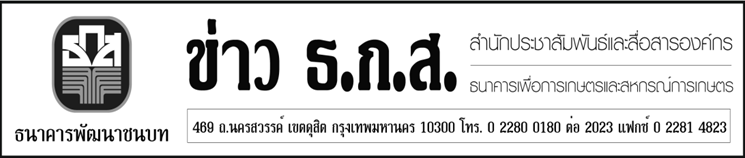 ธกส
ธนาคารพัฒนาชนบท
ข่าว ธ.ก.ส.
สำนักประชาสัมพันธ์และสื่อสารองค์กร
ธนาคารเพื่อการเกษตรและสหกรณ์การเกษตร
469 ถ.นครสวรรค์ เขตดุสิต กรุงเทพมหานคร 10300 โทร. 0 2280 0180 ต่อ 2023 แฟกซ์ 0 2281 4823